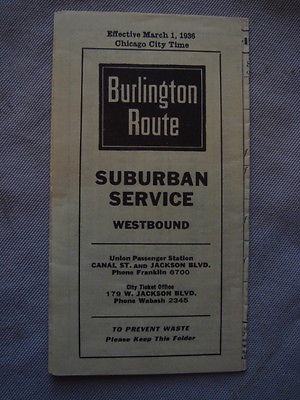 Effective March 1, 1936
Chicago City Time
Burlington
Route
SUBURBAN
SERVICE
WESTBOUND
Union Passenger Station
CANAL ST. AND JACKSON BLVD.
Phone Franklin 6700
City Ticket Office
179 W. JACKSON BLVD.
Phone Wabash 2345
TO PREVENT WASTE
Please Keep This Folder